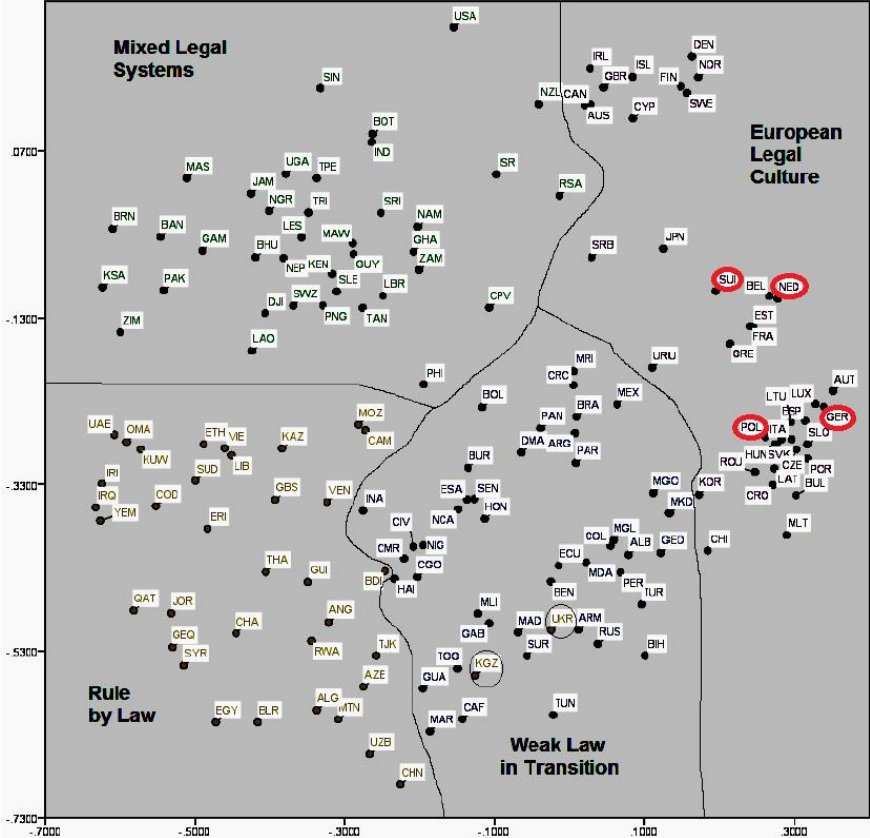 USA
Mixed Legal
Systems
DEN
IRL
ISL
NOR
GBR
FIN
SIN
NZL
CAN
SWE
AUS
CYP
BOT
European
Legal
Culture
.0700
IND
MAS
UGA
TPE
SR
JAM
RSA
NGR
TRI
SRI
BRN
BAN
LES
MAW
NAM
GAM
GHA
SRB
JPN
BHU
NEP
KEN
GUY
ZAM
KSA
PAK
SLE
LBR
SUI
BEL
NED
DJI
SWZ
PNG
TAN
CPV
-.1300
ZIM
EST
FRA
LAO
GRE
PHI
MRI
URU
CRC
BOL
MEX
AUT
LTU
LUX
MOZ
BRA
ESP
GER
UAE
OMA
ETH
VIE
KAZ
CAM
PAN
POL
ITA
SLO
KUW
LIB
DMA
ARG
PAR
IRI
SUD
BUR
ROU
HUN
SVK
CZE
POR
-.3300
IRQ
COD
GBS
VEN
INA
ESA
SEN
MGO
KOR
LAT
BUL
YEM
NCA
HON
MKD
CRO
ERI
CIV
MLT
CMR
NIG
COL
MGL
ALB
GEO
CHI
THA
GUI
BDI
CGO
ECU
MDA
PER
HAI
BEN
TUR
QAT
JOR
ANG
MLI
GEQ
CHA
GAB
MAD
UKR
ARM
RUS
SYR
RWA
TJK
SUR
BIH
-.5300
TOG
KGZ
AZE
GUA
Rule
by Law
EGY
BLR
ALG
MTN
MAR
CAF
TUN
UZB
Weak Law
in Transition
CHN
-.7300
-.7000
-.5000
-.3000
-.1000
.1000
.3000